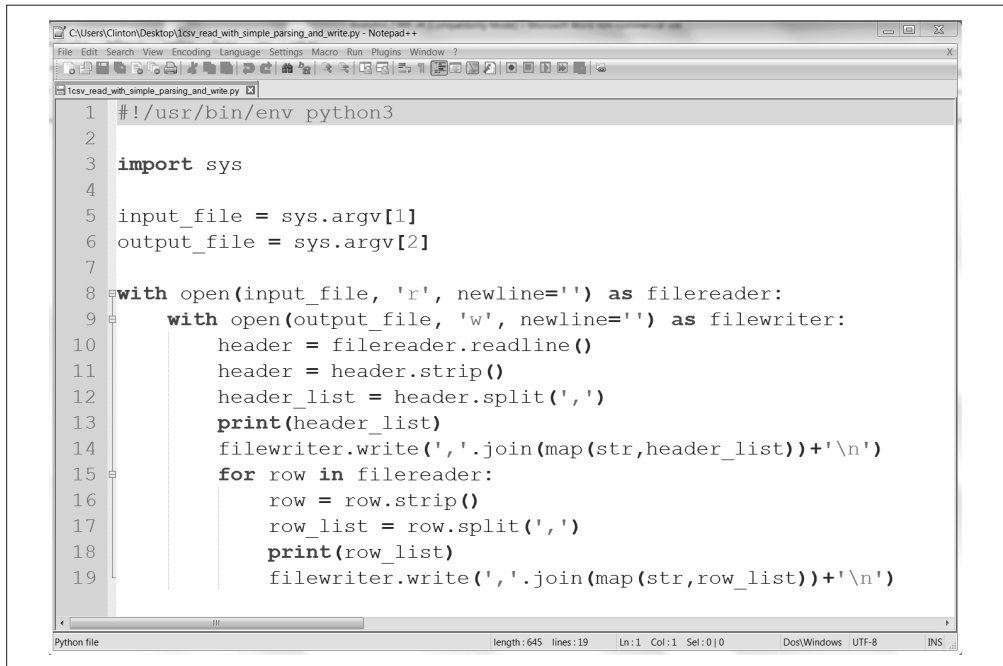 C:\Users\Clinton\Desktop\1csv_read_with_simple_parsing_and_write.py - Notepad++
File Edit Search View Encoding Language Settings Macro Run Plugins Window ?
X
1csv_read_with_simple_parsing_and_write.py
1 #!/usr/bin/env python3
2
3 import sys
4
5 input_file = sys.argv[1]
6 output_file = sys.argv[2]
7
8 with open(input_file, 'r', newline='') as filereader:
9     with open(output_file, 'w', newline='') as filewriter:
10         header = filereader.readline()
11         header = header.strip()
12         header_list = header.split(',')
13         print(header_list)
14         filewriter.write(','.join(map(str,header_list))+'\n')
15         for row in filereader:
16             row = row.strip()
17             row_list = row.split(',')
18             print(row_list)
19             filewriter.write(','.join(map(str,row_list))+'\n')
Python file length : 645 lines : 19 Ln : 1 Col : 1 Sel : 0 | 0 Dos\Windows UTF-8 INS